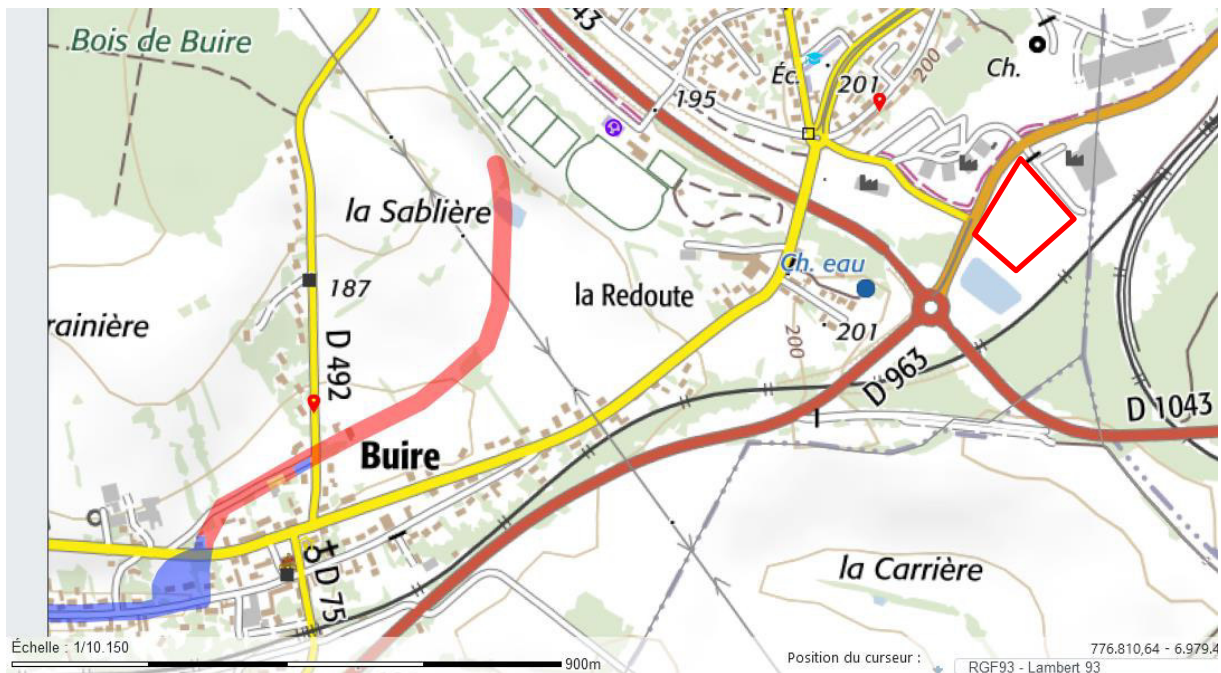 Bois de Buire
43
Éc.
201
200
Ch.
195
la Sablière
187
rainière
la Redoute
Ch. eau
201
200
D 492
D 963
D 1043
Buire
D 75
la Carrière
Échelle : 1/10.150
900m
Position du curseur :
776.810,64 - 6.979.4
RGF93 - Lambert 93